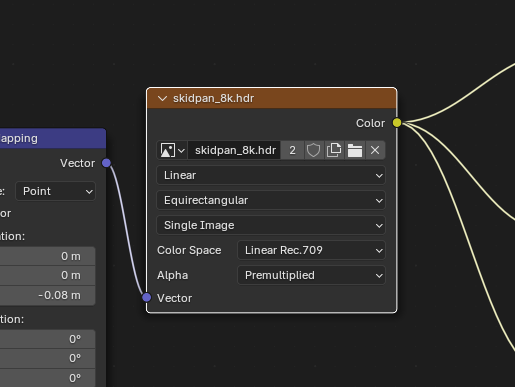 skidpan_8k.hdr
Color
skidpan_8k.hdr 2
Linear
Equirectangular
Single Image
Color Space Linear Rec.709
Alpha Premultiplied
Vector
apping
Vector
e: Point
or
tion:
0 m
0 m
-0.08 m
tion:
0°
0°
0°